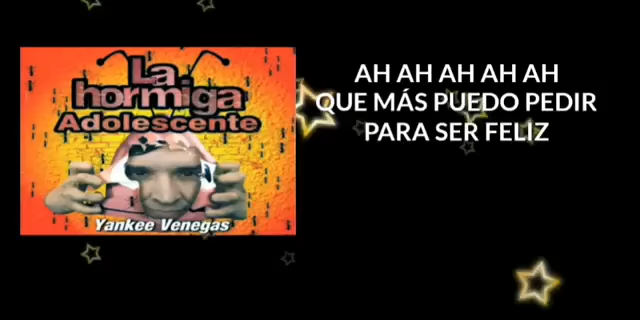 La
hormiga
Adolescente
Yankee Venegas
AH AH AH AH AH
QUE MÁS PUEDO PEDIR
PARA SER FELIZ